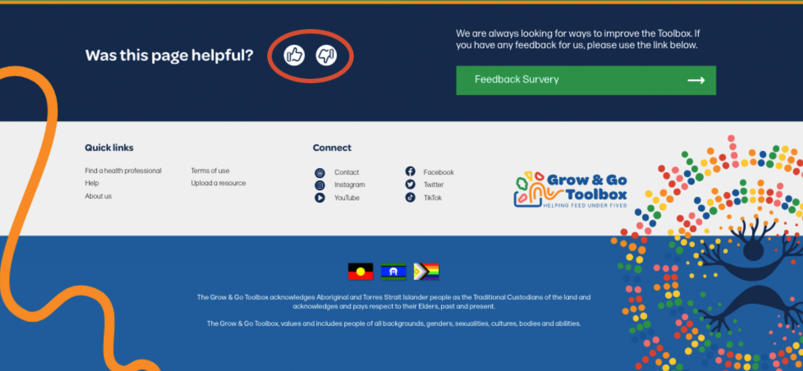 Was this page helpful?
We are always looking for ways to improve the Toolbox. If
you have any feedback for us, please use the link below.
Feedback Survery
Quick links
Find a health professional
Help
About us
Terms of use
Upload a resource
Connect
Contact
Instagram
YouTube
Facebook
Twitter
TikTok
Grow & Go
Toolbox
HELPING FEED UNDER FIVES
The Grow & Go Toolbox acknowledges Aboriginal and Torres Strait Islander people as the Traditional Custodians of the land and
acknowledges and pays respect to their Elders, past and present.
The Grow & Go Toolbox, values and includes people of all backgrounds, genders, sexualities, cultures, bodies and abilities.